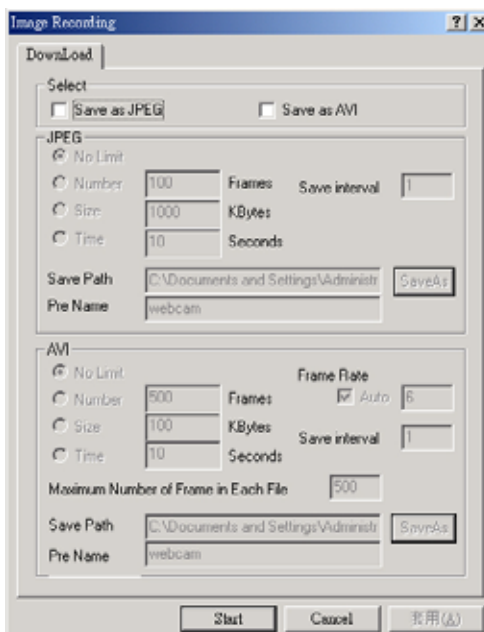 Image Recording
DownLoad
Select
Save as JPEG
Save as AVI
JPEG
No Limit
Number 100 Frames Save interval 1
Size 1000 KBytes
Time 10 Seconds
Save Path C:\Documents and Settings\Administr SaveAs
Pre Name webcam
AVI
No Limit Frame Rate
Number 500 Frames Auto 6
Size 100 KBytes
Save interval 1
Time 10 Seconds
Maximum Number of Frame in Each File 500
Save Path C:\Documents and Settings\Administr SaveAs
Pre Name webcam
Start Cancel 套用(A)